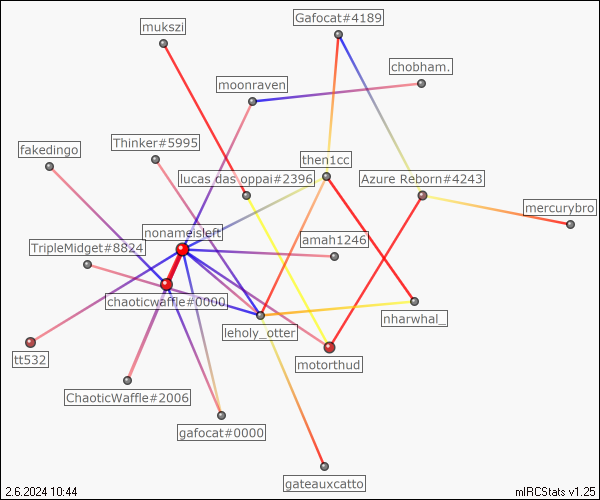 Gafocat#4189
mukszi
chobham.
moonraven
Thinker#5995
fakedingo
then1cc
lucas.das.oppai#2396
Azure Reborn#4243
mercurybro
nonameisleft
amah1246
TripleMidget#8824
chaoticwaffle#0000
nharwhal_
leholy_otter
tt532
motorthud
ChaoticWaffle#2006
gafocat#0000
gateauxcatto
2.6.2024 10:44
mIRCStats v1.25